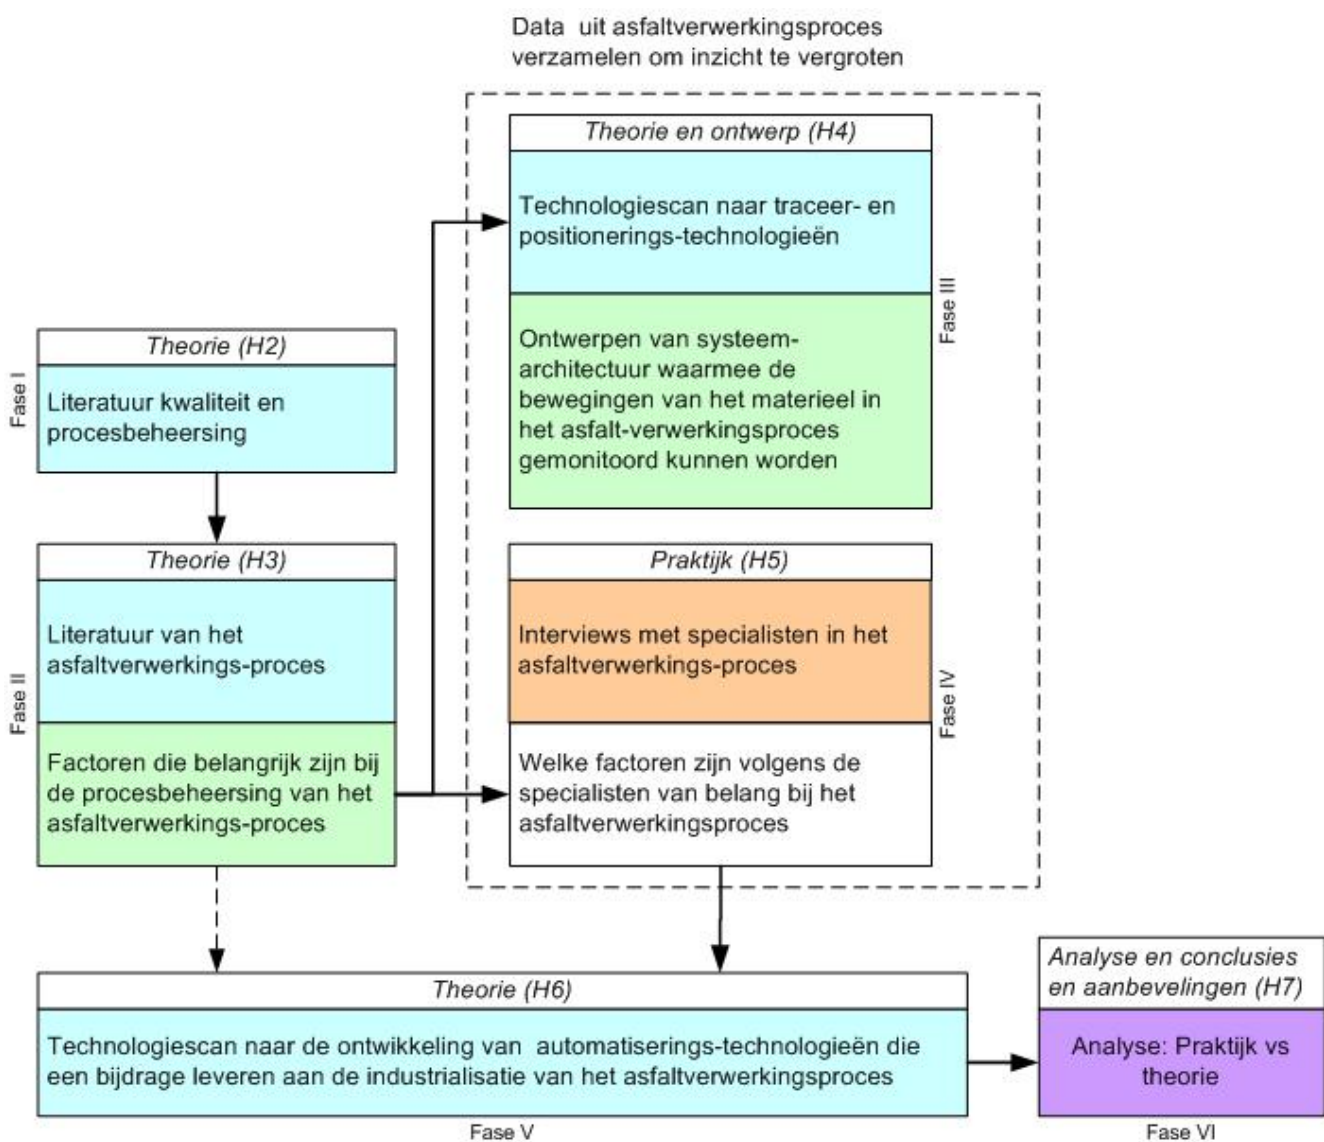 Data uit asfaltverwerkingsproces
verzamelen om inzicht te vergroten
Theorie en ontwerp (H4)
Technologiescan naar traceer- en
positionerings-technologieën
Ontwerpen van systeem-
architectuur waarmee de
bewegingen van het materieel in
het asfalt-verwerkingsproces
gemonitoord kunnen worden
Fase III
Theorie (H2)
Literatuur kwaliteit en
procesbeheersing
Fase I
Theorie (H3)
Literatuur van het
asfaltverwerkings-proces
Factoren die belangrijk zijn bij
de procesbeheersing van het
asfaltverwerkings-proces
Fase II
Praktijk (H5)
Interviews met specialisten in het
asfaltverwerkings-proces
Welke factoren zijn volgens de
specialisten van belang bij het
asfaltverwerkingsproces
Fase IV
Theorie (H6)
Technologiescan naar de ontwikkeling van automatiserings-technologieën die
een bijdrage leveren aan de industrialisatie van het asfaltverwerkingsproces
Fase V
Analyse en conclusies
en aanbevelingen (H7)
Analyse: Praktijk vs
theorie
Fase VI